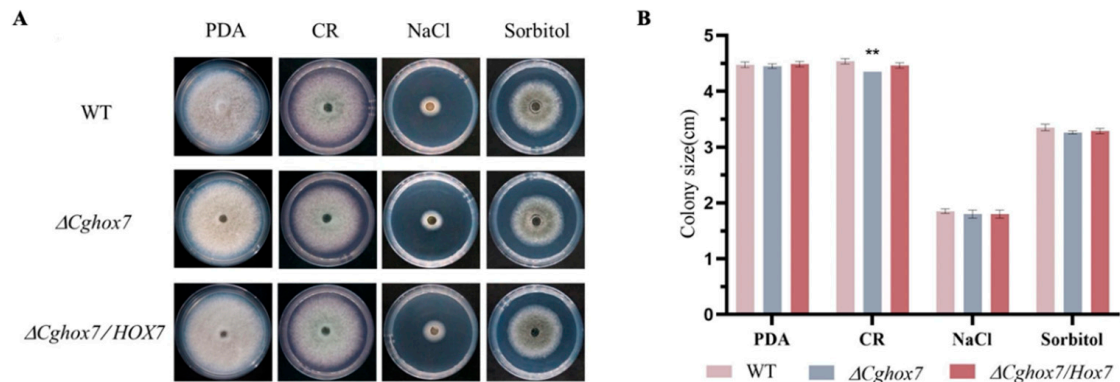 A
PDA CR NaCl Sorbitol
WT
ΔCghox7
ΔCghox7/HOX7
B
Colony size(cm)
5
4
3
2
1
0
**
PDA CR NaCl Sorbitol
WT ΔCghox7 ΔCghox7/Hox7